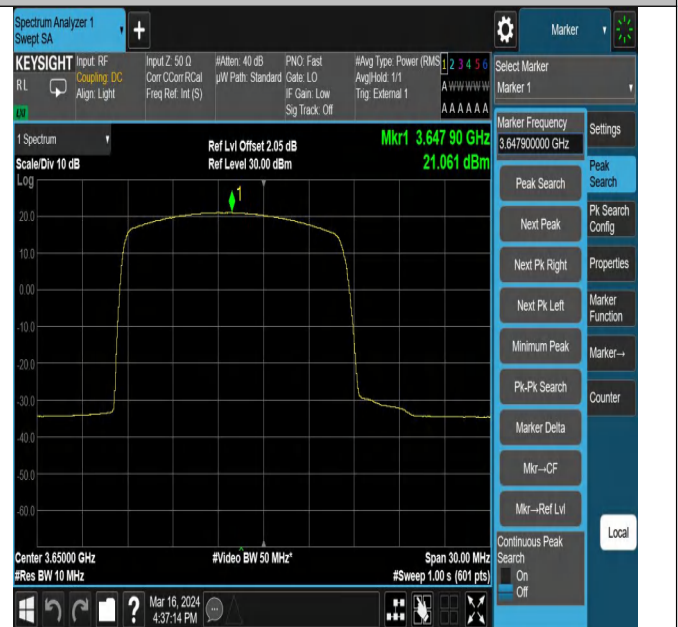 Spectrum Analyzer 1
Swept SA
+
Marker
KEYSIGHT
RL
LXI
Input: RF
Coupling: DC
Align: Light
Input Z: 50 Ω
Corr CCorr RCal
Freq Ref: Int (S)
#Atten: 40 dB
µW Path: Standard
PNO: Fast
Gate: LO
IF Gain: Low
Sig Track: Off
#Avg Type: Power (RMS
Avg|Hold: 1/1
Trig: External 1
1 2 3 4 5 6
A W W W W W
A A A A A A
Select Marker
Marker 1
1 Spectrum
Scale/Div 10 dB
Log
Ref Lvl Offset 2.05 dB
Ref Level 30.00 dBm
Mkr1 3.647 90 GHz
21.061 dBm
1
20.0
10.0
0.00
-10.0
-20.0
-30.0
-40.0
-50.0
-60.0
Center 3.65000 GHz
#Res BW 10 MHz
#Video BW 50 MHz*
Span 30.00 MHz
#Sweep 1.00 s (601 pts)
Marker Frequency
3.647900000 GHz
Peak Search
Next Peak
Next Pk Right
Next Pk Left
Minimum Peak
Pk-Pk Search
Marker Delta
Mkr→CF
Mkr→Ref Lvl
Continuous Peak
Search
On
Off
Settings
Peak
Search
Pk Search
Config
Properties
Marker
Function
Marker→
Counter
Local
?
Mar 16, 2024
4:37:14 PM